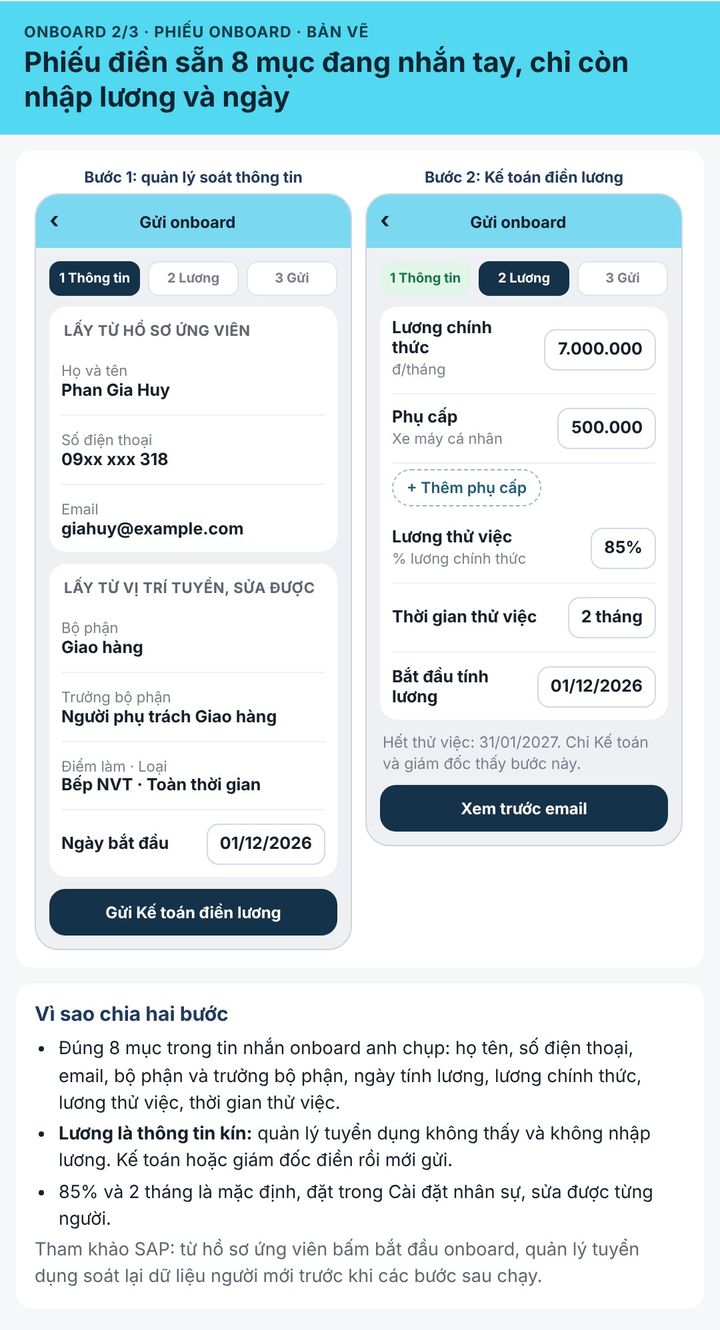 ONBOARD 2/3 · PHIẾU ONBOARD · BẢN VẼ
Phiếu điền sẵn 8 mục đang nhắn tay, chỉ còn
nhập lương và ngày
Bước 1: quản lý soát thông tin
‹
Gửi onboard
1 Thông tin
2 Lương
3 Gửi
LẤY TỪ HỒ SƠ ỨNG VIÊN
Họ và tên
Phan Gia Huy
Số điện thoại
09xx xxx 318
Email
giahuy@example.com
LẤY TỪ VỊ TRÍ TUYỂN, SỬA ĐƯỢC
Bộ phận
Giao hàng
Trưởng bộ phận
Người phụ trách Giao hàng
Điểm làm · Loại
Bếp NVT · Toàn thời gian
Ngày bắt đầu
01/12/2026
Gửi Kế toán điền lương
Bước 2: Kế toán điền lương
‹
Gửi onboard
1 Thông tin
2 Lương
3 Gửi
Lương chính
thức
đ/tháng
7.000.000
Phụ cấp
Xe máy cá nhân
500.000
+ Thêm phụ cấp
Lương thử việc
% lương chính thức
85%
Thời gian thử việc
2 tháng
Bắt đầu tính
lương
01/12/2026
Hết thử việc: 31/01/2027. Chỉ Kế toán
và giám đốc thấy bước này.
Xem trước email
Vì sao chia hai bước
• Đúng 8 mục trong tin nhắn onboard anh chụp: họ tên, số điện thoại,
email, bộ phận và trưởng bộ phận, ngày tính lương, lương chính thức,
lương thử việc, thời gian thử việc.
• Lương là thông tin kín: quản lý tuyển dụng không thấy và không nhập
lương. Kế toán hoặc giám đốc điền rồi mới gửi.
• 85% và 2 tháng là mặc định, đặt trong Cài đặt nhân sự, sửa được từng
người.
Tham khảo SAP: từ hồ sơ ứng viên bấm bắt đầu onboard, quản lý tuyển
dụng soát lại dữ liệu người mới trước khi các bước sau chạy.